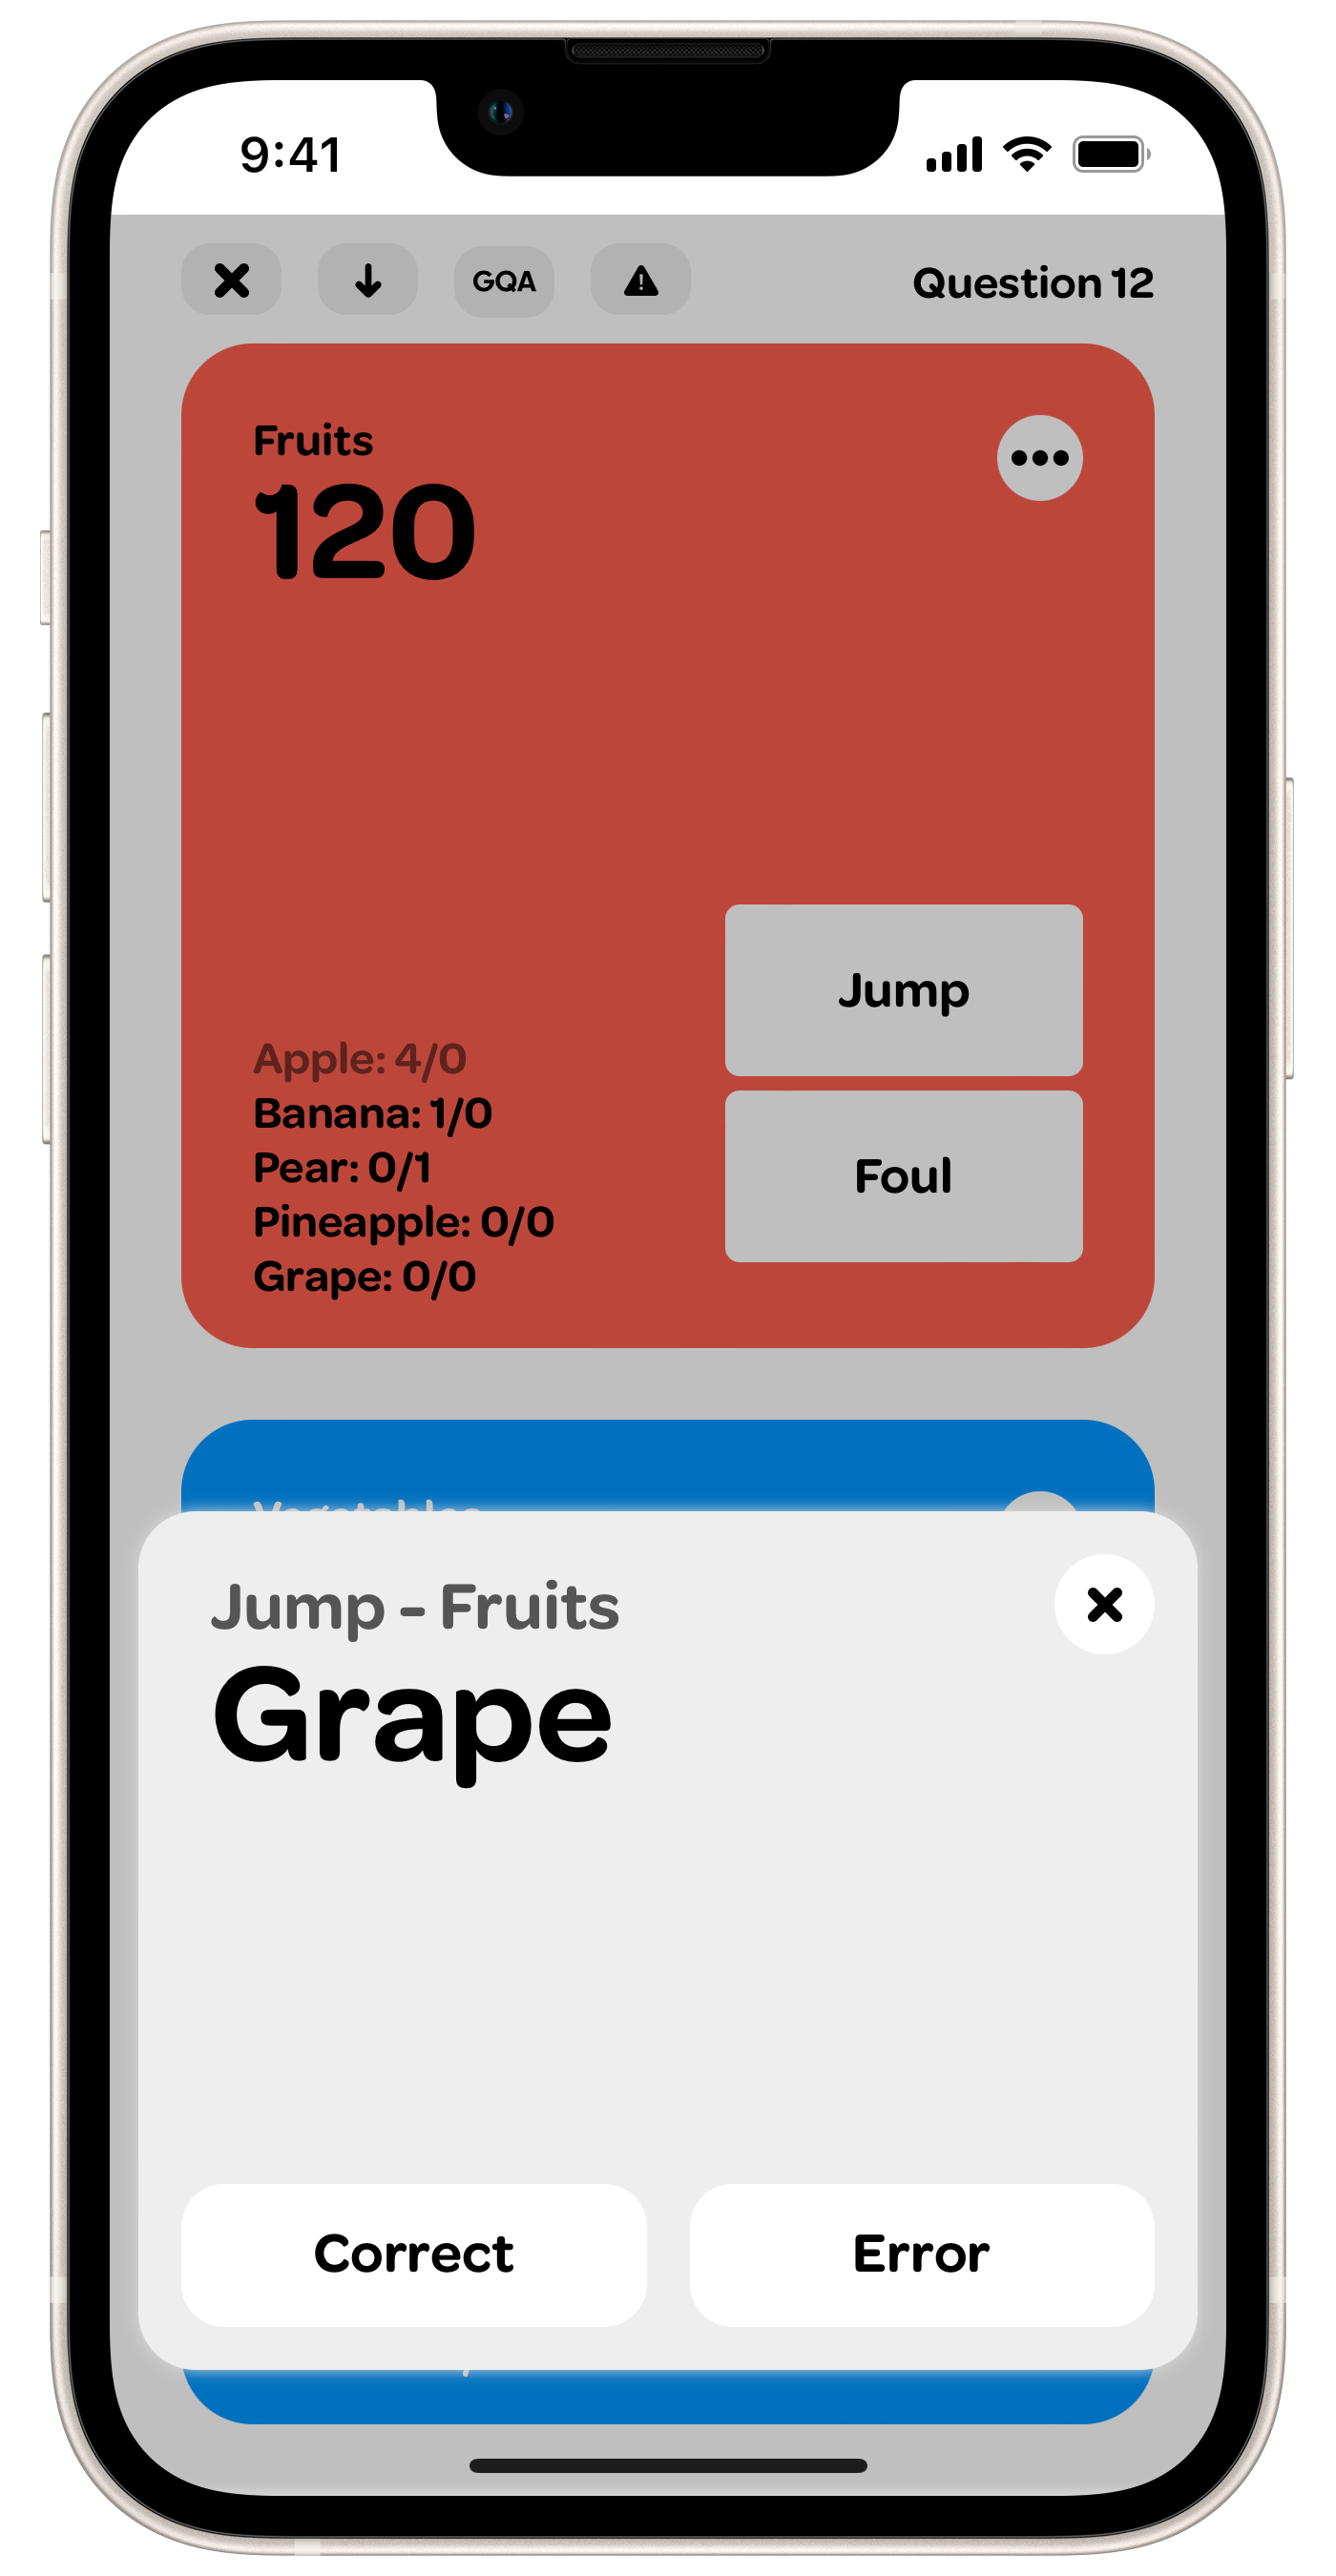 9:41
GQA
Question 12
Fruits
120
Jump
Apple: 4/0
Banana: 1/0
Foul
Pear: 0/1
Pineapple: 0/0
Grape: 0/0
Vegetables
Jump - Fruits
Grape
Correct
Error